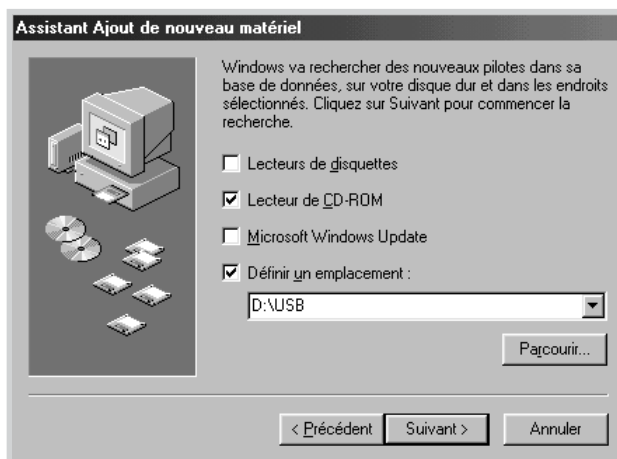 Assistant Ajout de nouveau matériel
Windows va rechercher des nouveaux pilotes dans sa
base de données, sur votre disque dur et dans les endroits
sélectionnés. Cliquez sur Suivant pour commencer la
recherche.
Lecteurs de disquettes
Lecteur de CD-ROM
Microsoft Windows Update
Définir un emplacement :
D:\USB
Parcourir...
< Précédent
Suivant >
Annuler